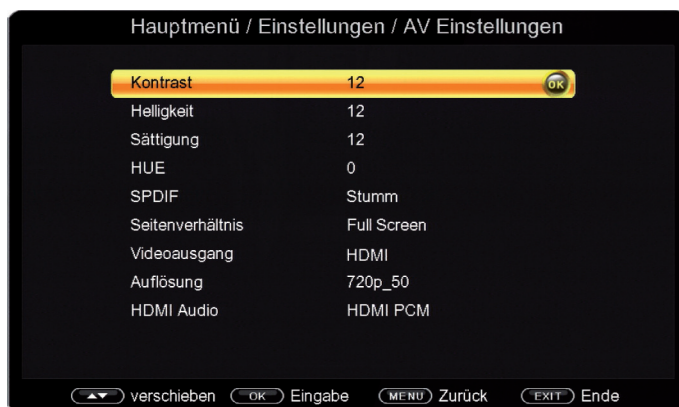 Hauptmenü / Einstellungen / AV Einstellungen
Kontrast 12 OK
Helligkeit 12
Sättigung 12
HUE 0
SPDIF Stumm
Seitenverhältnis Full Screen
Videoausgang HDMI
Auflösung 720p_50
HDMI Audio HDMI PCM
verschieben OK Eingabe MENU Zurück EXIT Ende